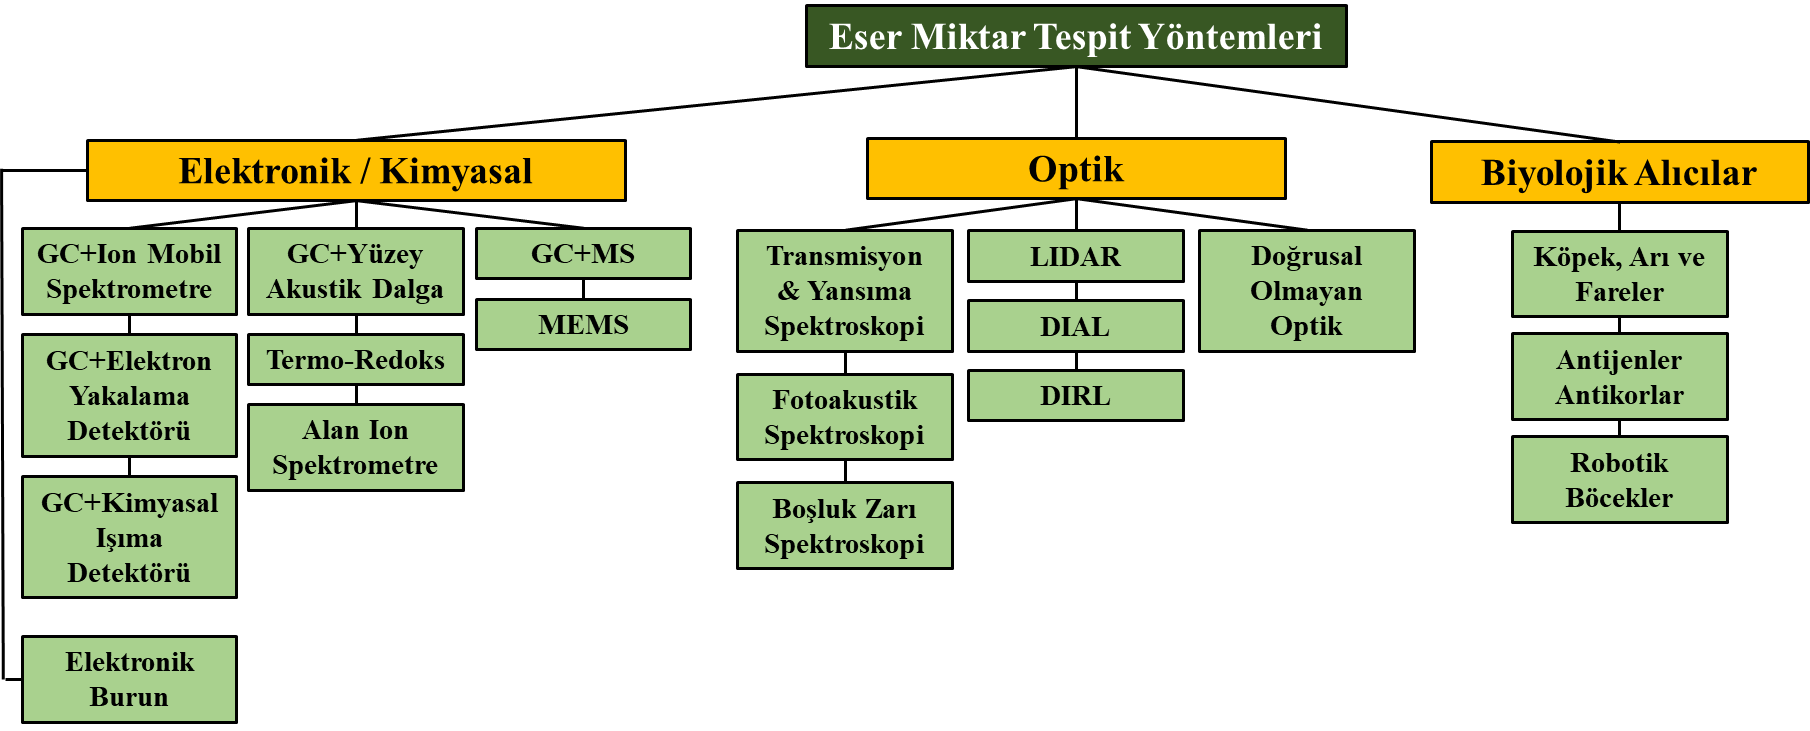 Eser Miktar Tespit Yöntemleri
Elektronik / Kimyasal
GC+Ion Mobil
Spektrometre
GC+Elektron
Yakalama
Detektörü
GC+Kimyasal
Işıma
Detektörü
Elektronik
Burun
GC+Yüzey
Akustik Dalga
Termo-Redoks
Alan Ion
Spektrometre
GC+MS
MEMS
Optik
Transmisyon
& Yansıma
Spektroskopi
Fotoakustik
Spektroskopi
Boşluk Zarı
Spektroskopi
LIDAR
DIAL
DIRL
Doğrusal
Olmayan
Optik
Biyolojik Alıcılar
Köpek, Arı ve
Fareler
Antijenler
Antikorlar
Robotik
Böcekler